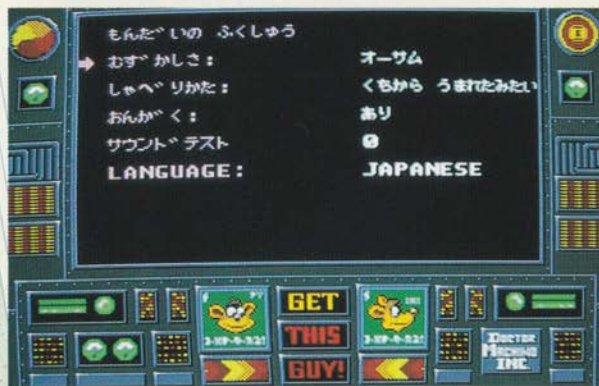 もんだ゛いの ふくしゅう
むず゛かしさ: オーサム
しゃべ゛りかた: くちから うまれたみたい
おんが゛く: あり
サウンド゛テスト 0
LANGUAGE: JAPANESE
GET
THIS
GUY!
DOCTOR
MACHINO
INC.